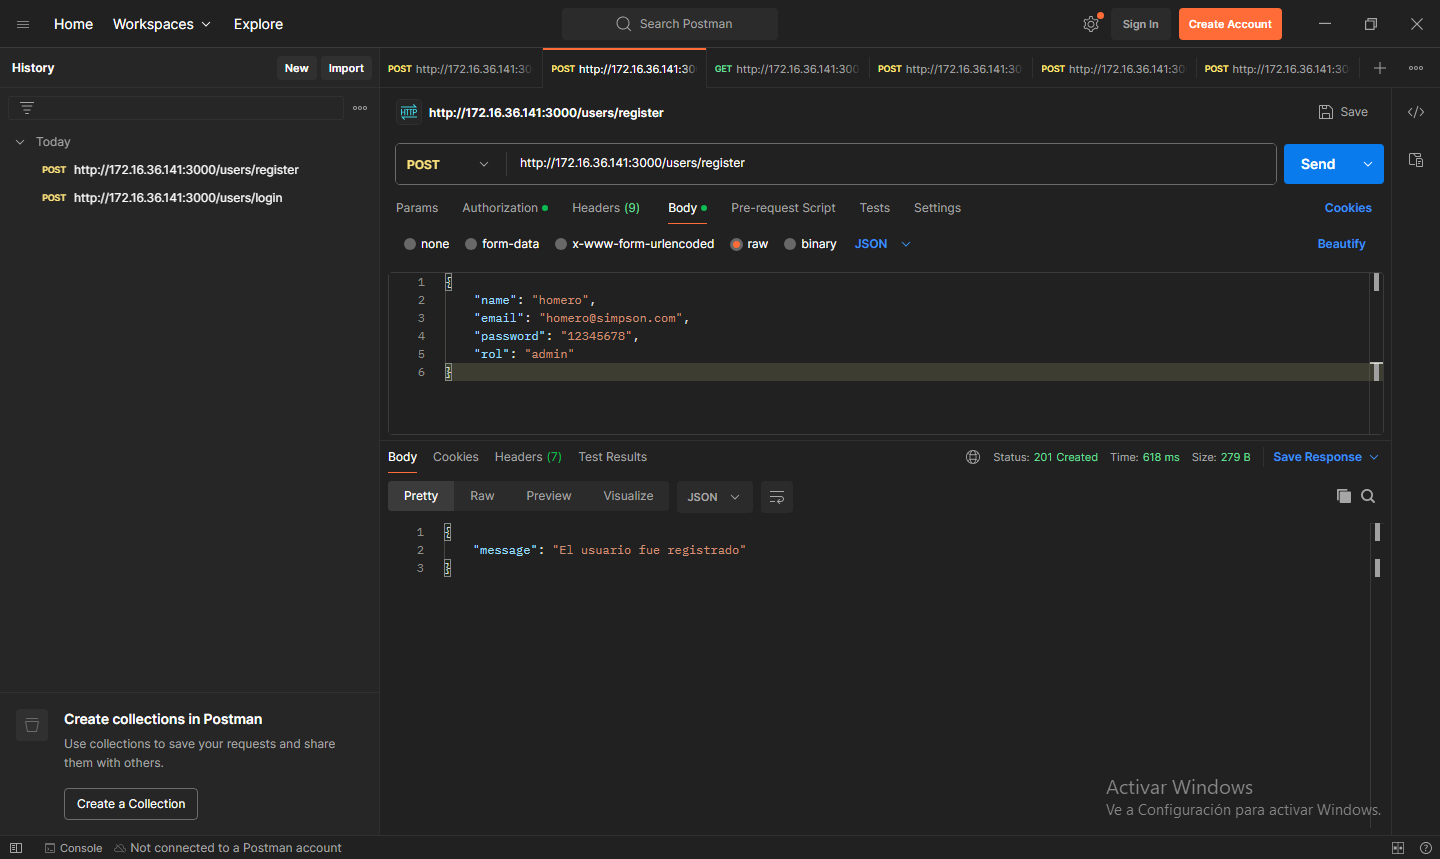 Home Workspaces Explore Search Postman Sign In Create Account
History New Import
POST http://172.16.36.141:30 POST http://172.16.36.141:30 GET http://172.16.36.141:300 POST http://172.16.36.141:30 POST http://172.16.36.141:30 POST http://172.16.36.141:30
HTTP http://172.16.36.141:3000/users/register Save
Today
POST http://172.16.36.141:3000/users/register
POST http://172.16.36.141:3000/users/login
POST http://172.16.36.141:3000/users/register Send
Params Authorization Headers (9) Body Pre-request Script Tests Settings Cookies
none form-data x-www-form-urlencoded raw binary JSON Beautify
1 {
2 "name": "homero",
3 "email": "homero@simpson.com",
4 "password": "12345678",
5 "rol": "admin"
6 }
Body Cookies Headers (7) Test Results Status: 201 Created Time: 618 ms Size: 279 B Save Response
Pretty Raw Preview Visualize JSON
1 {
2 "message": "El usuario fue registrado"
3 }
Create collections in Postman
Use collections to save your requests and share
them with others.
Create a Collection
Activar Windows
Ve a Configuración para activar Windows.
Console Not connected to a Postman account